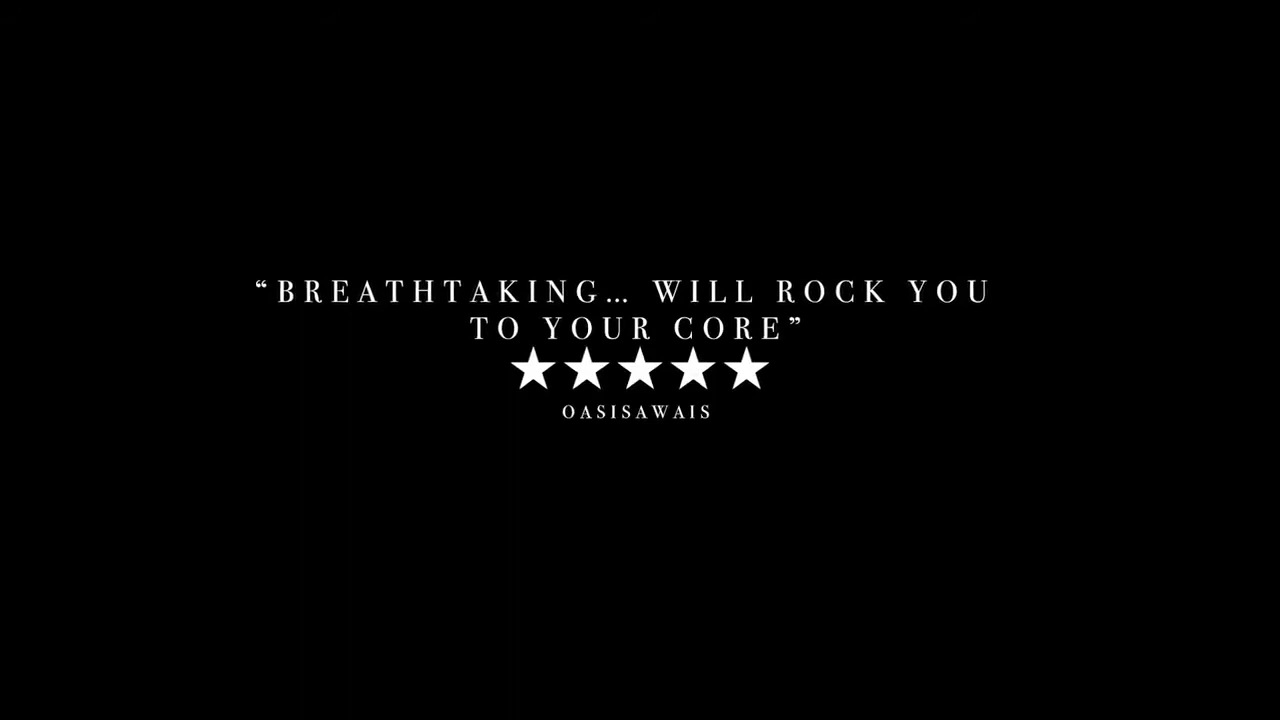 “BREATHTAKING… WILL ROCK YOU
TO YOUR CORE”
★★★★★
OASISAWAIS